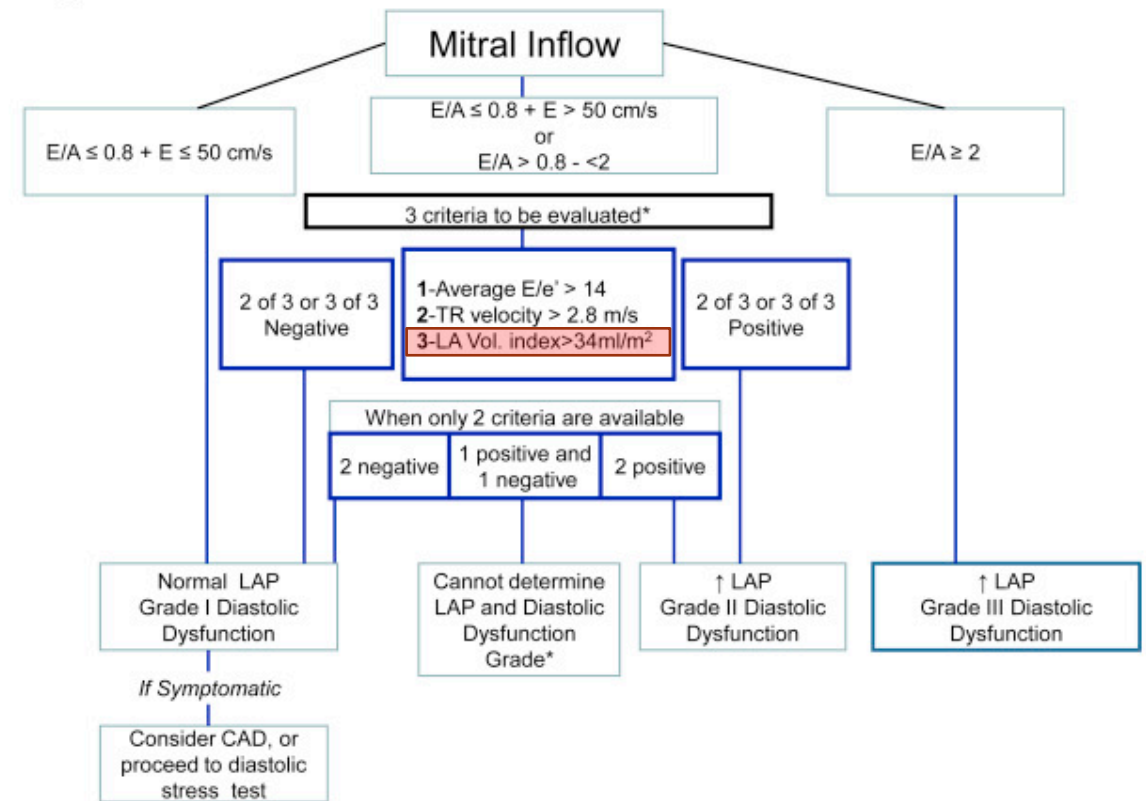 Mitral Inflow
E/A ≤ 0.8 + E ≤ 50 cm/s
E/A ≤ 0.8 + E > 50 cm/s
or
E/A > 0.8 - <2
E/A ≥ 2
3 criteria to be evaluated*
2 of 3 or 3 of 3
Negative
1-Average E/e' > 14
2-TR velocity > 2.8 m/s
3-LA Vol. index>34ml/m²
2 of 3 or 3 of 3
Positive
When only 2 criteria are available
2 negative
1 positive and
1 negative
2 positive
Normal LAP
Grade I Diastolic
Dysfunction
Cannot determine
LAP and Diastolic
Dysfunction
Grade*
↑ LAP
Grade II Diastolic
Dysfunction
↑ LAP
Grade III Diastolic
Dysfunction
If Symptomatic
Consider CAD, or
proceed to diastolic
stress test